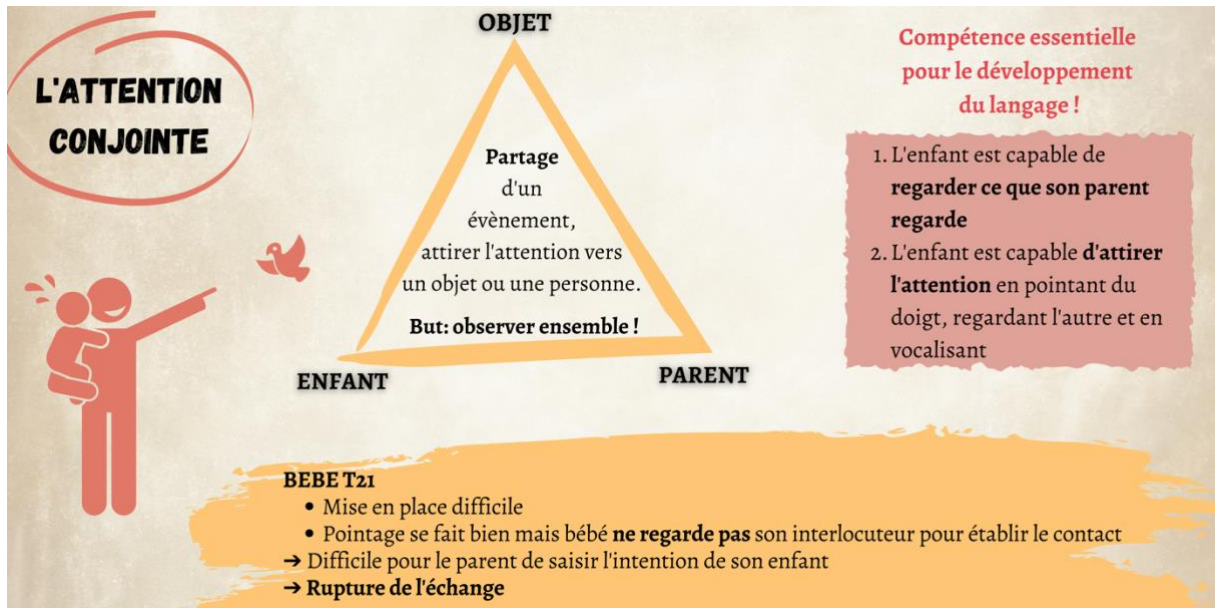 L'ATTENTION
CONJOINTE
OBJET
Partage
d'un
évènement,
attirer l'attention vers
un objet ou une personne.
But: observer ensemble !
ENFANT
PARENT
Compétence essentielle
pour le développement
du langage !
1. L'enfant est capable de
regarder ce que son parent
regarde
2. L'enfant est capable d'attirer
l'attention en pointant du
doigt, regardant l'autre et en
vocalisant
BEBE T21
• Mise en place difficile
• Pointage se fait bien mais bébé ne regarde pas son interlocuteur pour établir le contact
→ Difficile pour le parent de saisir l'intention de son enfant
→ Rupture de l'échange